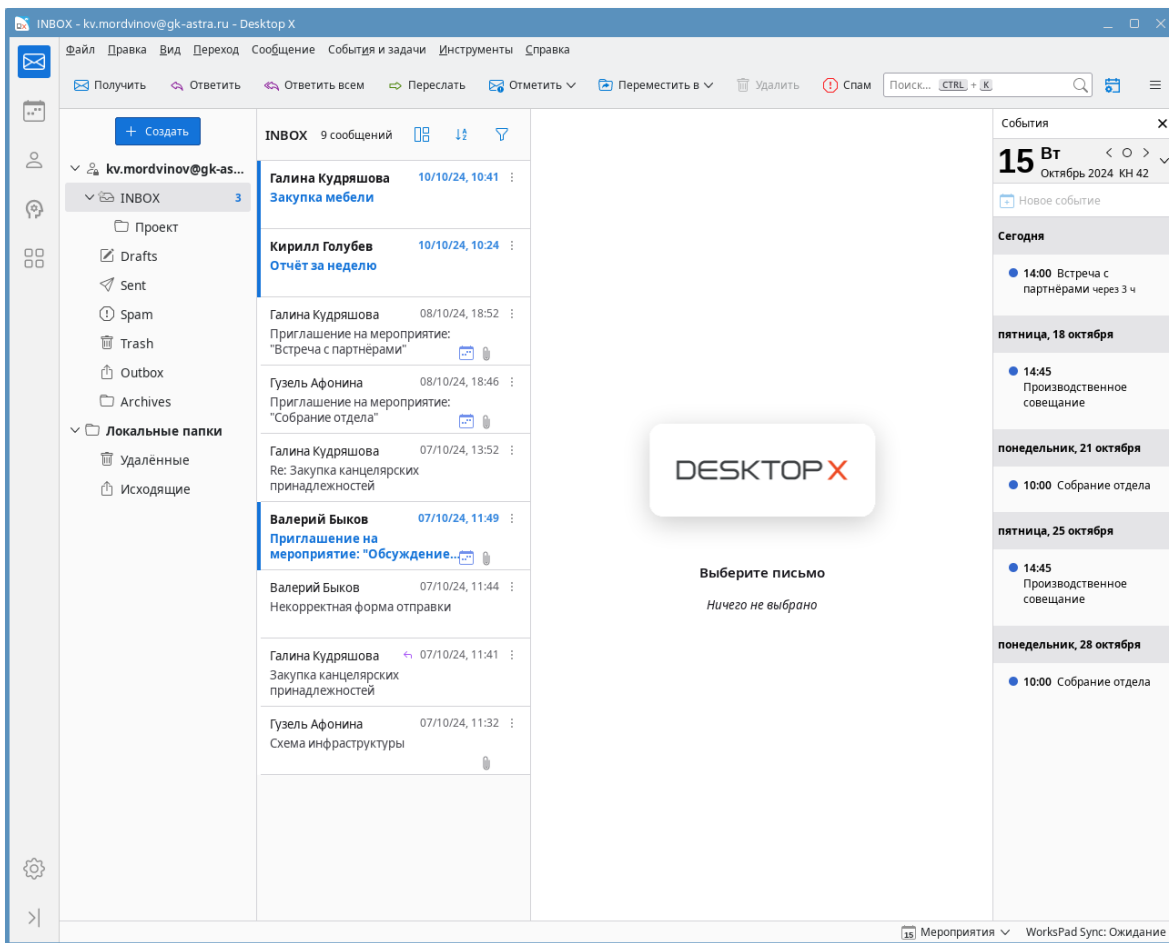 INBOX - kv.mordvinov@gk-astra.ru - Desktop X
Файл Правка Вид Переход Сообщение События и задачи Инструменты Справка
Получить Ответить Ответить всем Переслать Отметить Переместить в Удалить Спам Поиск... CTRL + K
Создать
kv.mordvinov@gk-as...
INBOX 3
Проект
Drafts
Sent
Spam
Trash
Outbox
Archives
Локальные папки
Удалённые
Исходящие
INBOX 9 сообщений
Галина Кудряшова 10/10/24, 10:41
Закупка мебели
Кирилл Голубев 10/10/24, 10:24
Отчёт за неделю
Галина Кудряшова 08/10/24, 18:52
Приглашение на мероприятие:
"Встреча с партнёрами"
Гузель Афонина 08/10/24, 18:46
Приглашение на мероприятие:
"Собрание отдела"
Галина Кудряшова 07/10/24, 13:52
Re: Закупка канцелярских
принадлежностей
Валерий Быков 07/10/24, 11:49
Приглашение на
мероприятие: "Обсуждение...
Валерий Быков 07/10/24, 11:44
Некорректная форма отправки
Галина Кудряшова 07/10/24, 11:41
Закупка канцелярских
принадлежностей
Гузель Афонина 07/10/24, 11:32
Схема инфраструктуры
DESKTOP X
Выберите письмо
Ничего не выбрано
События
15 Вт
Октябрь 2024 КН 42
Новое событие
Сегодня
14:00 Встреча с
партнёрами через 3 ч
пятница, 18 октября
14:45
Производственное
совещание
понедельник, 21 октября
10:00 Собрание отдела
пятница, 25 октября
14:45
Производственное
совещание
понедельник, 28 октября
10:00 Собрание отдела
15 Мероприятия WorksPad Sync: Ожидание